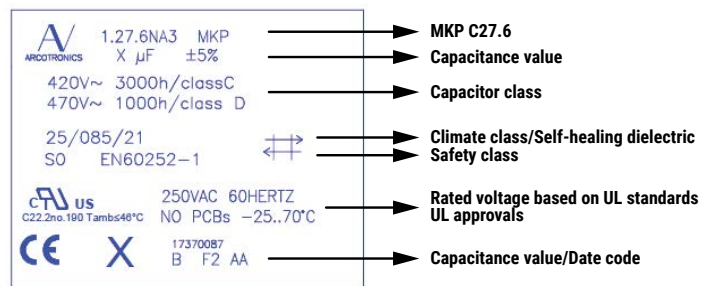 ARCOTRONICS
1.27.6NA3 MKP
X µF ±5%
420V~ 3000h/classC
470V~ 1000h/class D
25/085/21
S0 EN60252-1
c US
C22.2no.190 Tamb≤46°C
250VAC 60HERTZ
NO PCBs -25..70°C
CE X
17370087
B F2 AA
MKP C27.6
Capacitance value
Capacitor class
Climate class/Self-healing dielectric
Safety class
Rated voltage based on UL standards
UL approvals
Capacitance value/Date code